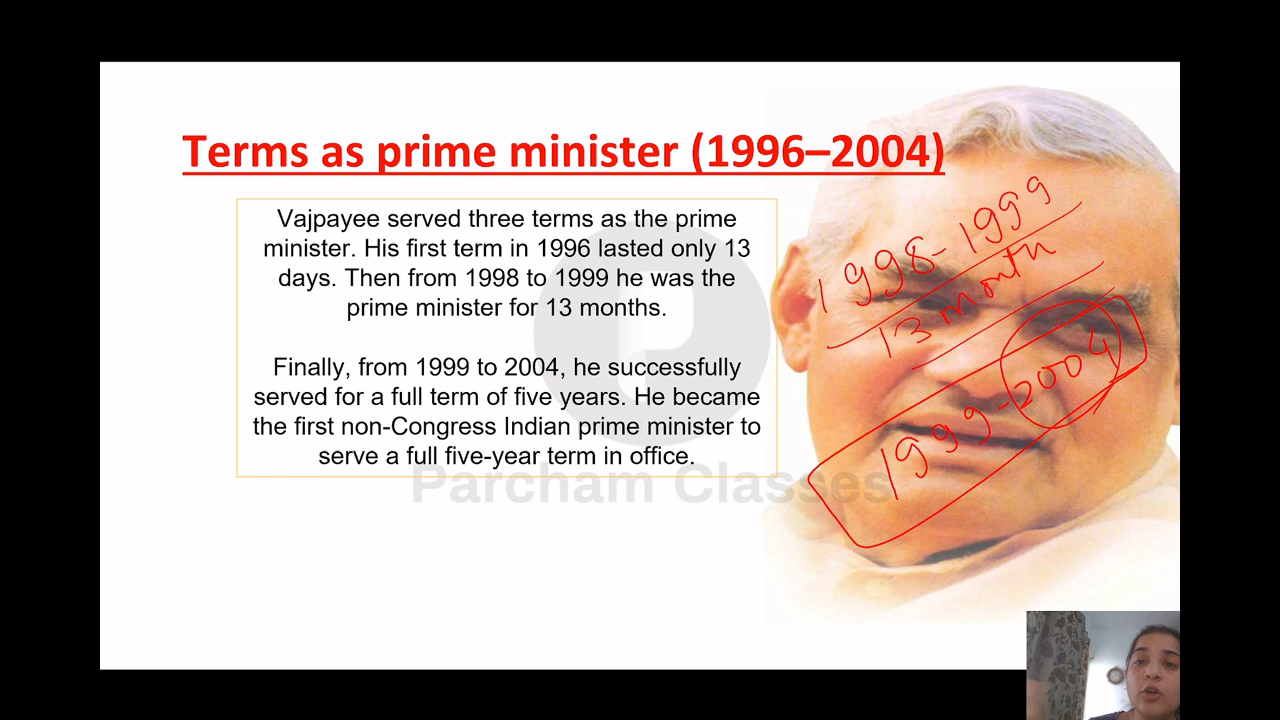 Terms as prime minister (1996–2004)
Vajpayee served three terms as the prime
minister. His first term in 1996 lasted only 13
days. Then from 1998 to 1999 he was the
prime minister for 13 months.
Finally, from 1999 to 2004, he successfully
served for a full term of five years. He became
the first non-Congress Indian prime minister to
serve a full five-year term in office.
Parcham Classes
1998-1999
13 month
1999-2004